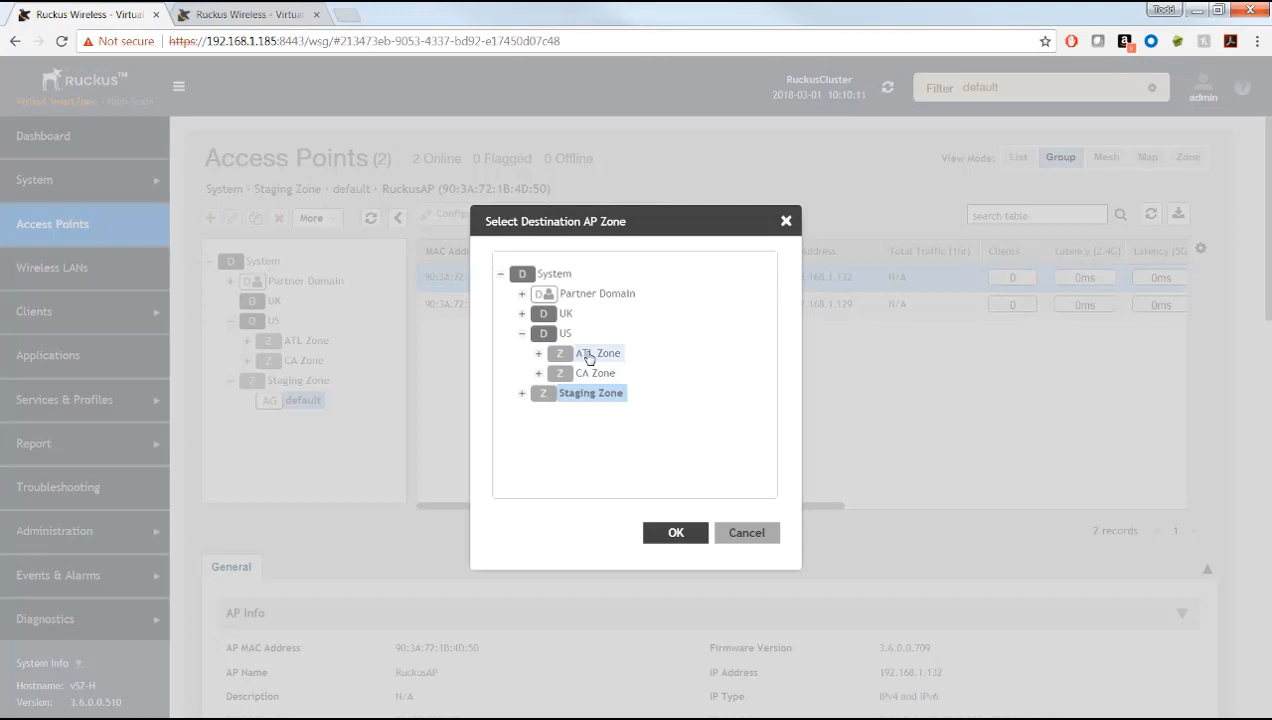 Ruckus Wireless - Virtual
Ruckus Wireless - Virtual
Todd
Not secure
https://192.168.1.185:8443/wsg/#213473eb-9053-4337-bd92-e17450d07c48
Ruckus™
Virtual SmartZone - High Scale
RuckusCluster
2018-03-01 10:10:11
Filter default
admin
Dashboard
System
Access Points
Wireless LANs
Clients
Applications
Services & Profiles
Report
Troubleshooting
Administration
Events & Alarms
Diagnostics
System Info
Hostname: vSZ-H
Version: 3.6.0.0.510
Access Points (2) 2 Online 0 Flagged 0 Offline
View Mode: List Group Mesh Map Zone
System > Staging Zone > default > RuckusAP (90:3A:72:1B:4D:50)
More
search table
D System
D Partner Domain
D UK
D US
Z ATL Zone
Z CA Zone
Z Staging Zone
AG default
MAC Addr Address Total Traffic (1hr) Clients Latency (2.4G) Latency (5G
90:3A:72: .168.1.132 N/A 0 0ms 0ms
90:3A:72: .168.1.129 N/A 0 0ms 0ms
2 records 1
Select Destination AP Zone
D System
D Partner Domain
D UK
D US
Z ATL Zone
Z CA Zone
Z Staging Zone
OK Cancel
General
AP Info
AP MAC Address 90:3A:72:1B:4D:50 Firmware Version 3.6.0.0.709
AP Name RuckusAP IP Address 192.168.1.132
Description N/A IP Type IPv4 and IPv6